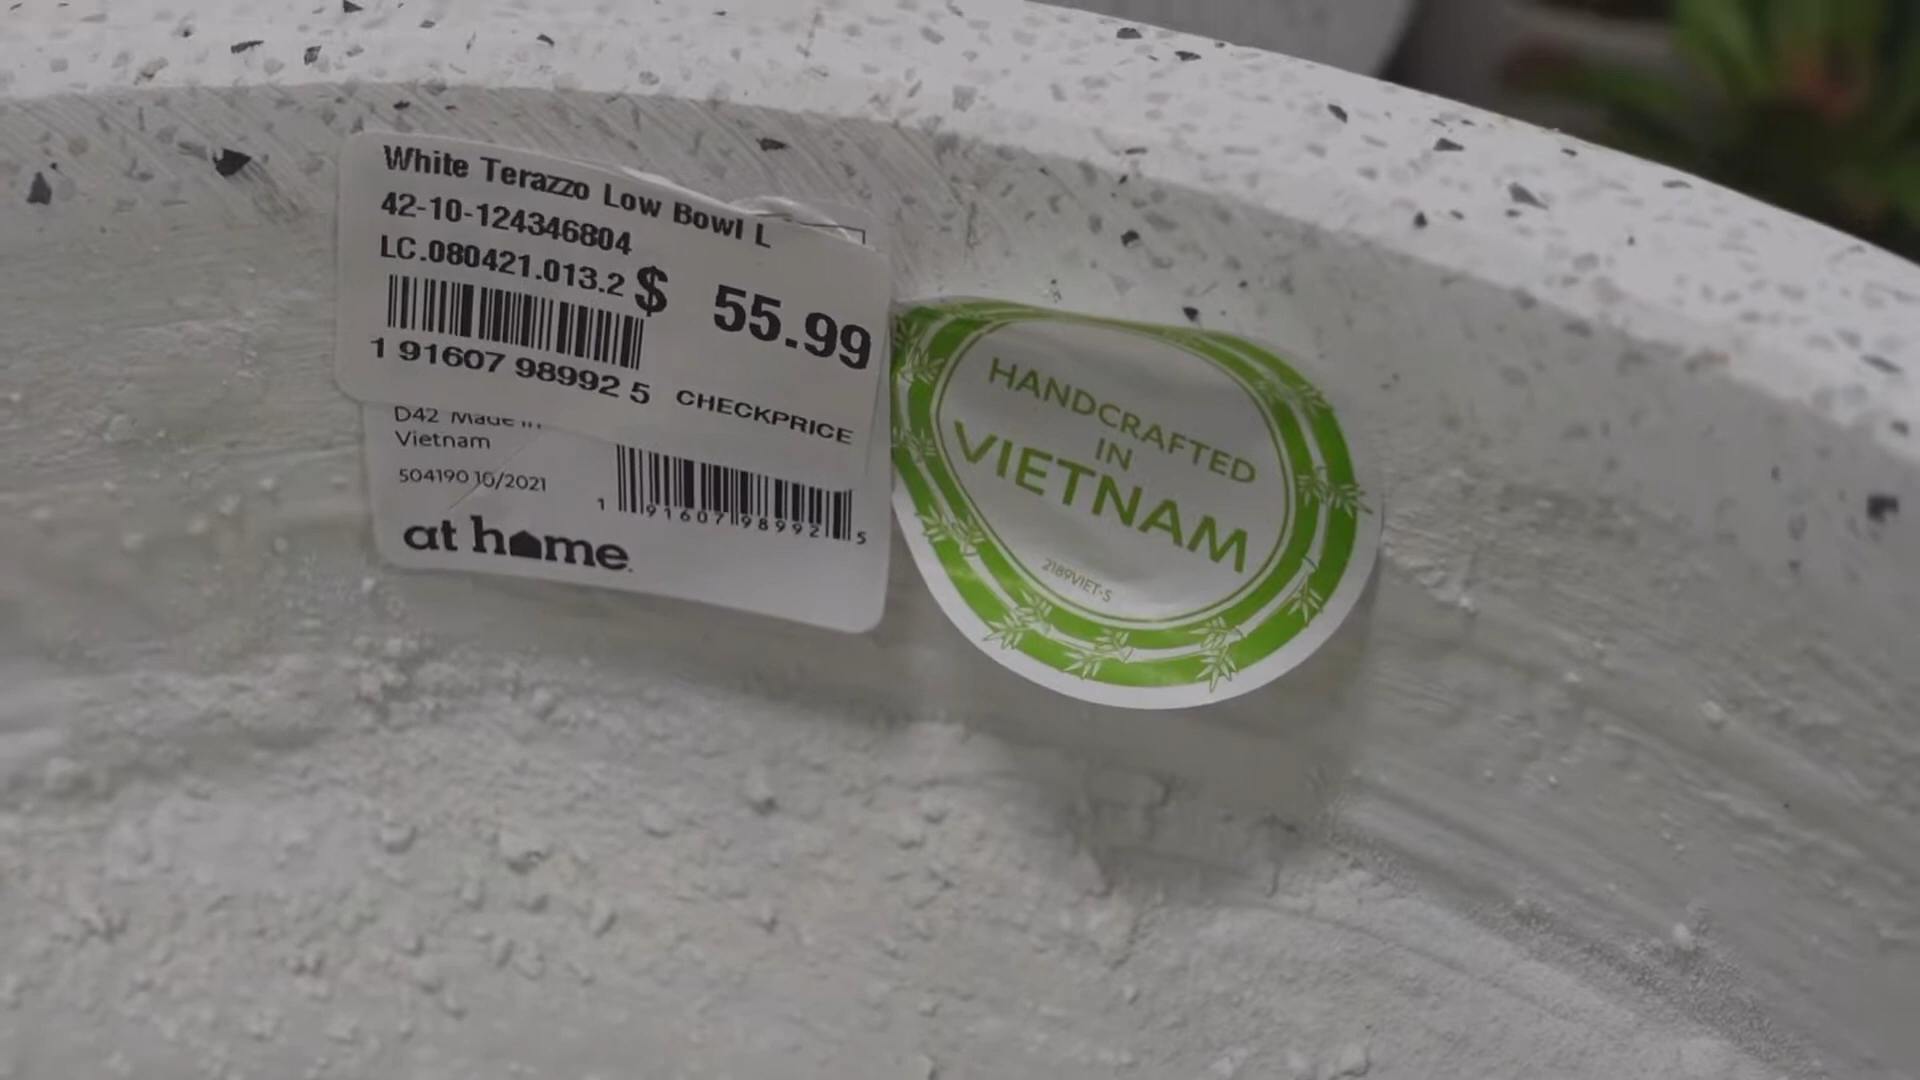 White Terazzo Low Bowl L
42-10-124346804
LC.080421.013.2
$ 55.99
1 91607 98992 5
CHECKPRICE
D42 Made in
Vietnam
504190 10/2021
1 91607 98992 5
at home
HANDCRAFTED
IN
VIETNAM
2189VIET-S